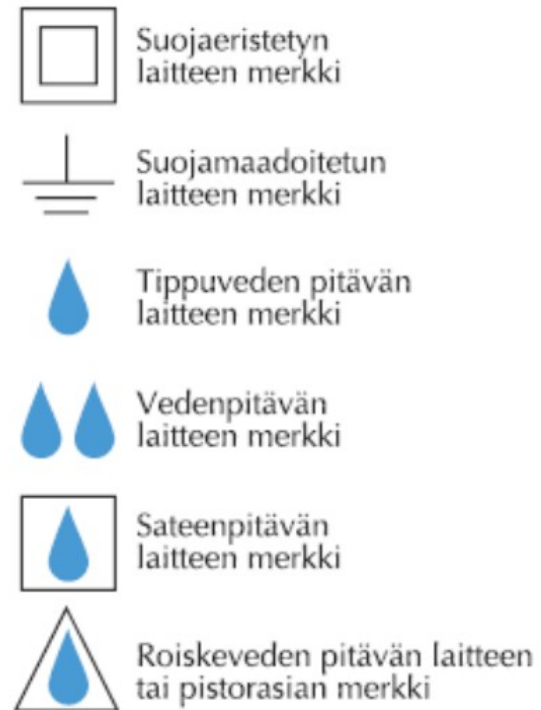 Suojaeristetyn
laitteen merkki
Suojamaadoitetun
laitteen merkki
Tippuveden pitävän
laitteen merkki
Vedenpitävän
laitteen merkki
Sateenpitävän
laitteen merkki
Roiskeveden pitävän laitteen
tai pistorasian merkki